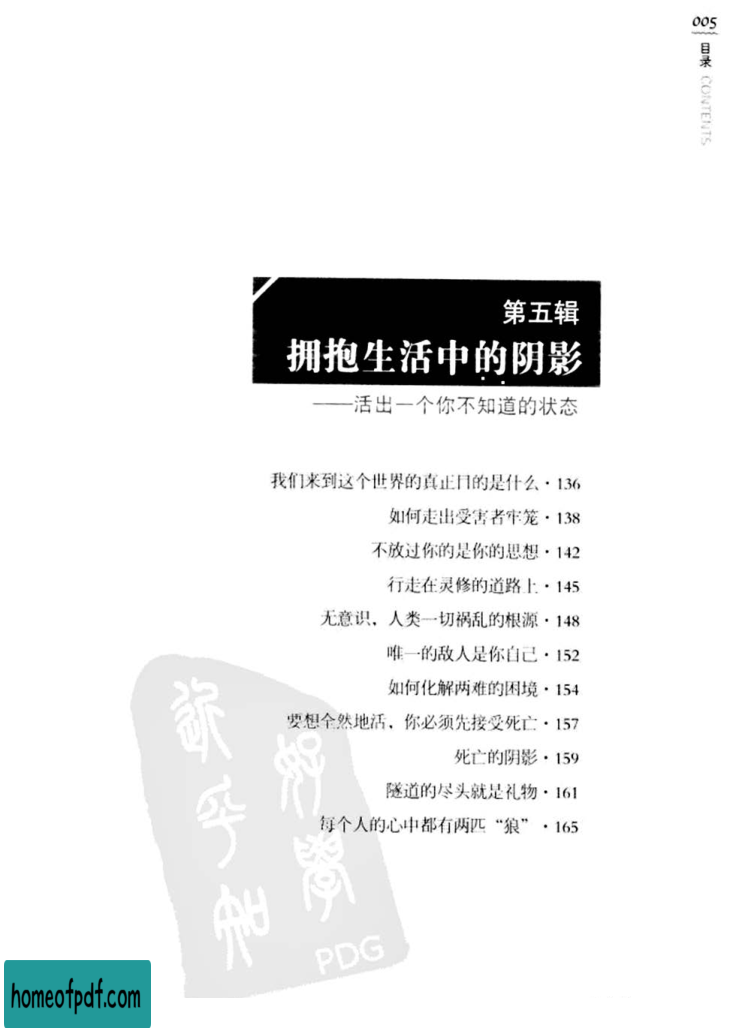 005
目录 CONTENTS
第五辑
拥抱生活中的阴影
——活出一个你不知道的状态
我们来到这个世界的真正目的是什么·136
如何走出受害者牢笼·138
不放过你的是你的思想·142
行走在灵修的道路上·145
无意识，人类一切祸乱的根源·148
唯一的敌人是你自己·152
如何化解两难的困境·154
要想全然地活，你必须先接受死亡·157
死亡的阴影·159
隧道的尽头就是礼物·161
每个人的心中都有两匹“狼”·165
好學
近乎知
PDG
homeofpdf.com